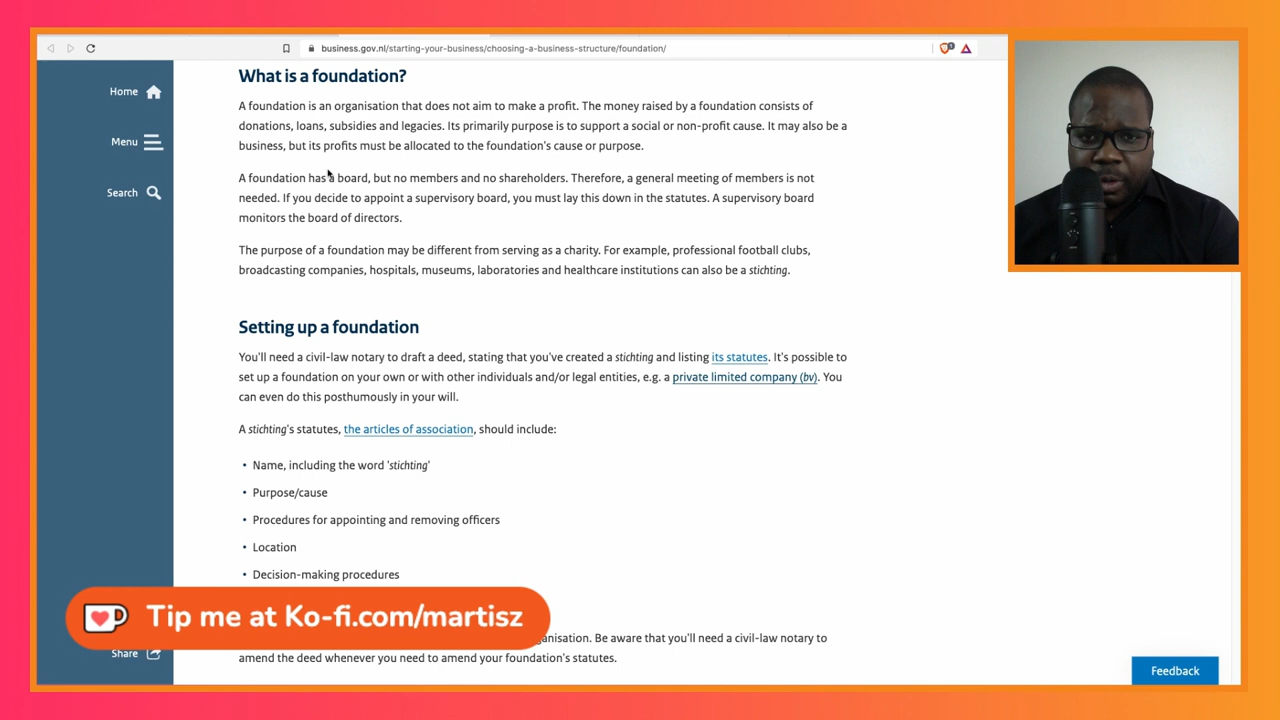 business.gov.nl/starting-your-business/choosing-a-business-structure/foundation/
1
Home
Menu
Search
What is a foundation?
A foundation is an organisation that does not aim to make a profit. The money raised by a foundation consists of
donations, loans, subsidies and legacies. Its primarily purpose is to support a social or non-profit cause. It may also be a
business, but its profits must be allocated to the foundation's cause or purpose.
A foundation has a board, but no members and no shareholders. Therefore, a general meeting of members is not
needed. If you decide to appoint a supervisory board, you must lay this down in the statutes. A supervisory board
monitors the board of directors.
The purpose of a foundation may be different from serving as a charity. For example, professional football clubs,
broadcasting companies, hospitals, museums, laboratories and healthcare institutions can also be a stichting.
Setting up a foundation
You'll need a civil-law notary to draft a deed, stating that you've created a stichting and listing its statutes. It's possible to
set up a foundation on your own or with other individuals and/or legal entities, e.g. a private limited company (bv). You
can even do this posthumously in your will.
A stichting's statutes, the articles of association, should include:
• Name, including the word 'stichting'
• Purpose/cause
• Procedures for appointing and removing officers
• Location
• Decision-making procedures
Tip me at Ko-fi.com/martisz
Be aware that you'll need a civil-law notary to
amend the deed whenever you need to amend your foundation's statutes.
Share
Feedback